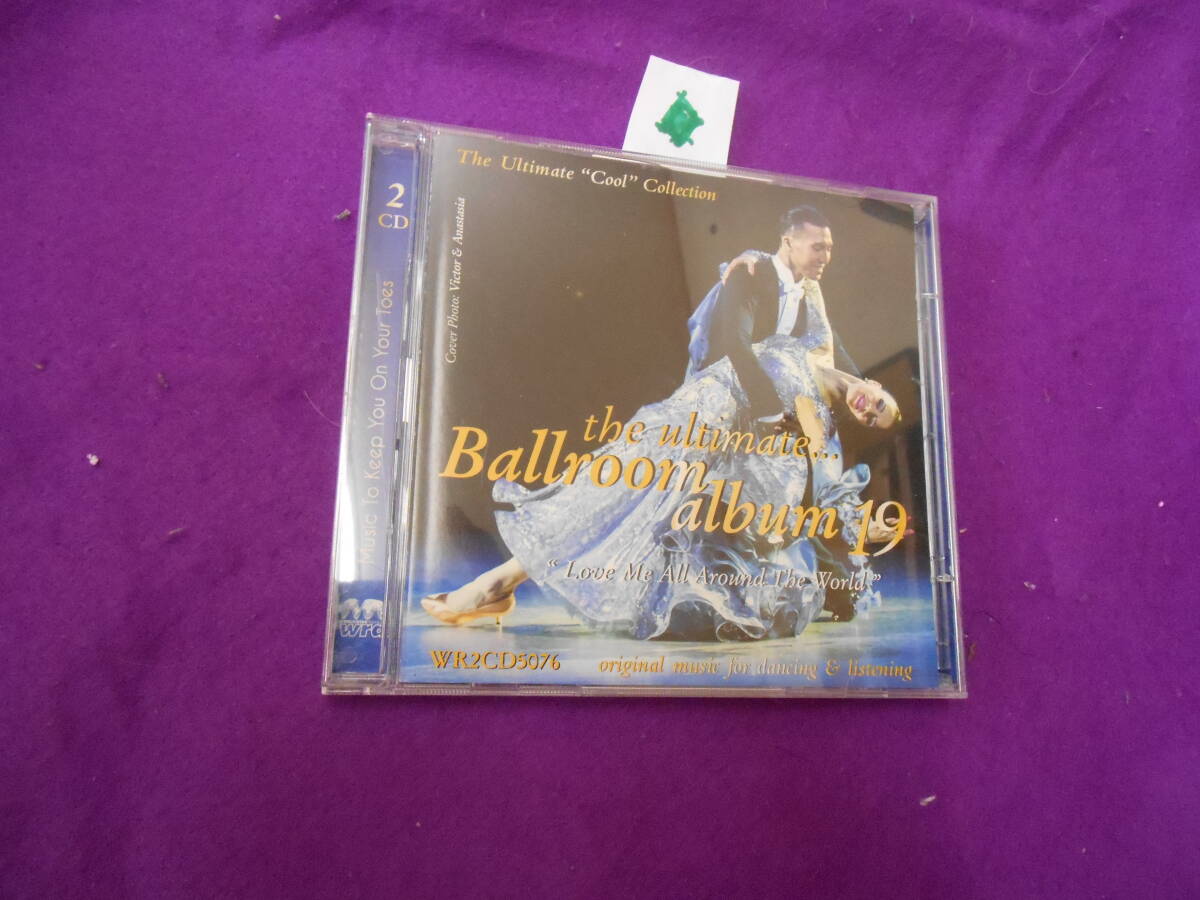 2
CD
Music To Keep You On Your Toes
wrd
The Ultimate “Cool” Collection
Cover Photo: Victor & Anastasia
the ultimate...
Ballroom
album 19
“ Love Me All Around The World ”
WR2CD5076
original music for dancing & listening